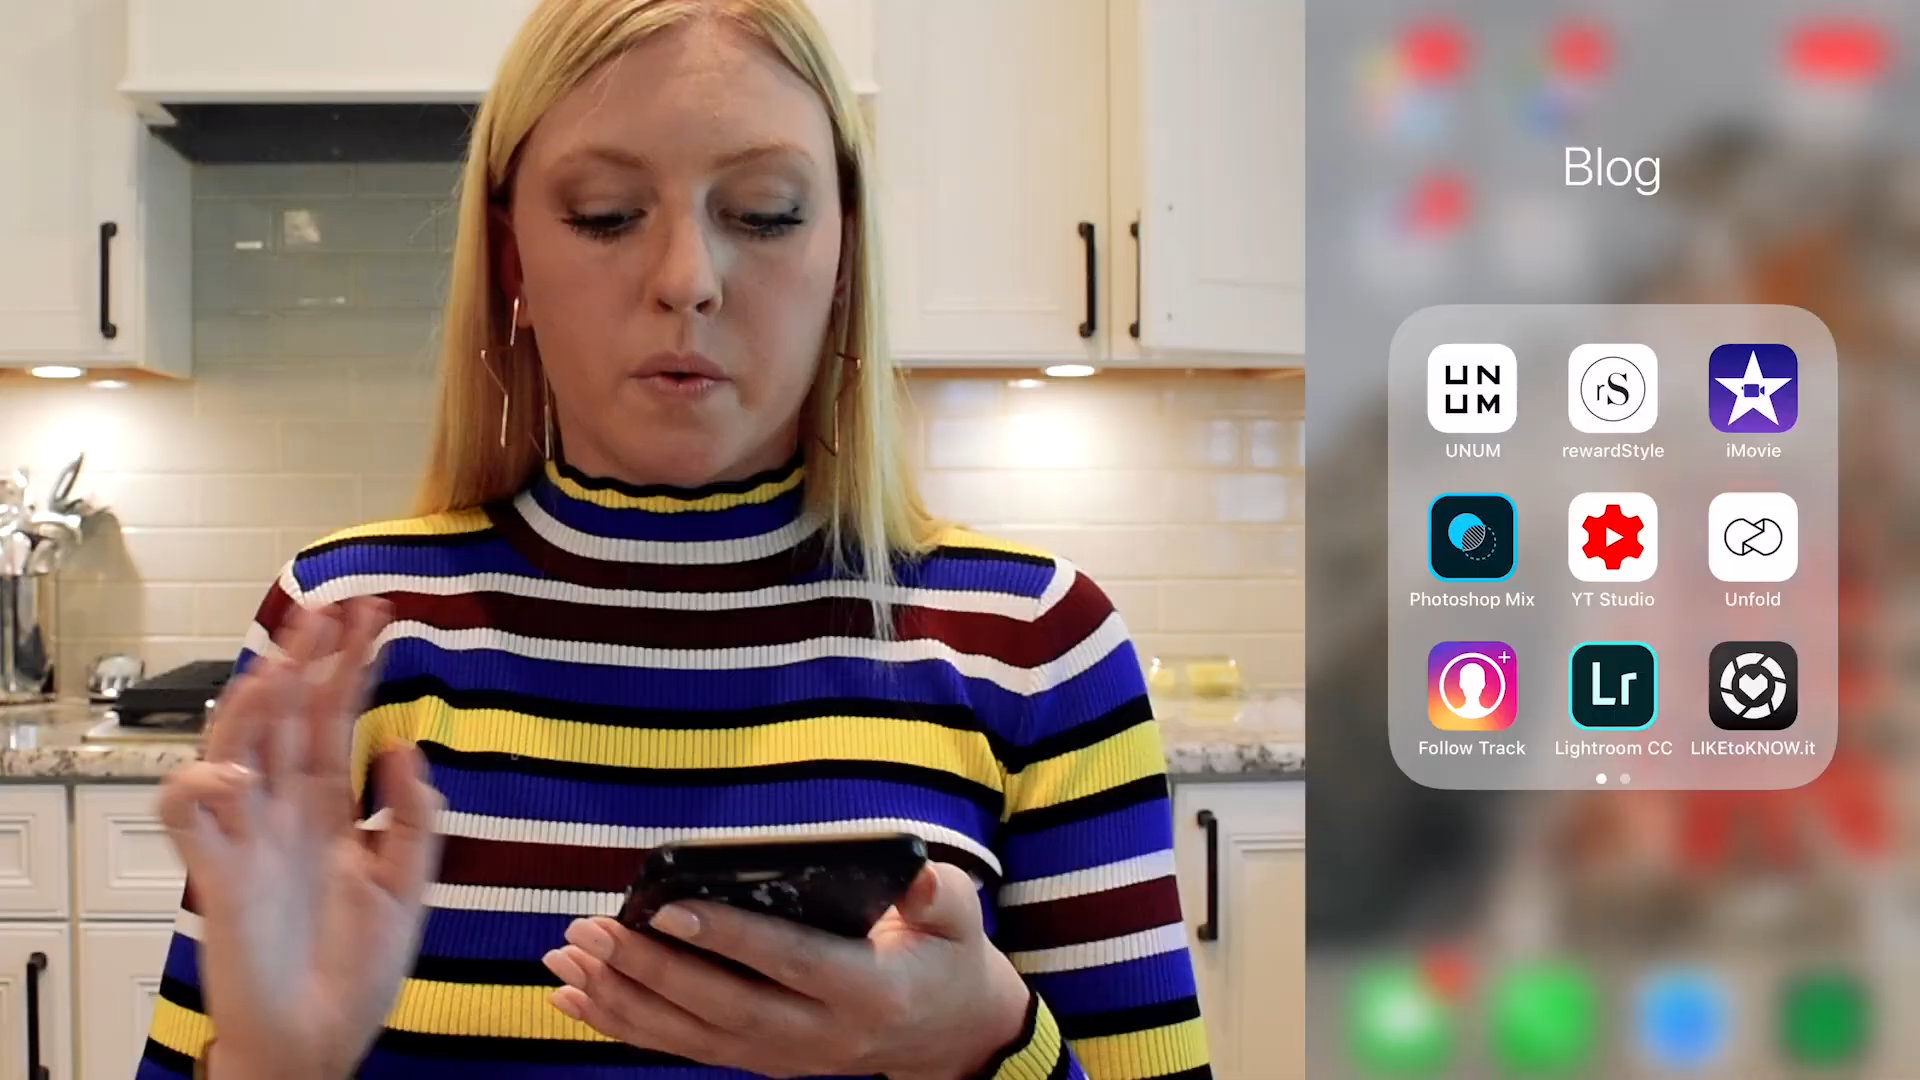 Blog
UN
UM
rS
UNUM
rewardStyle
iMovie
Photoshop Mix
YT Studio
Unfold
Lr
Follow Track
Lightroom CC
LIKEtoKNOW.it